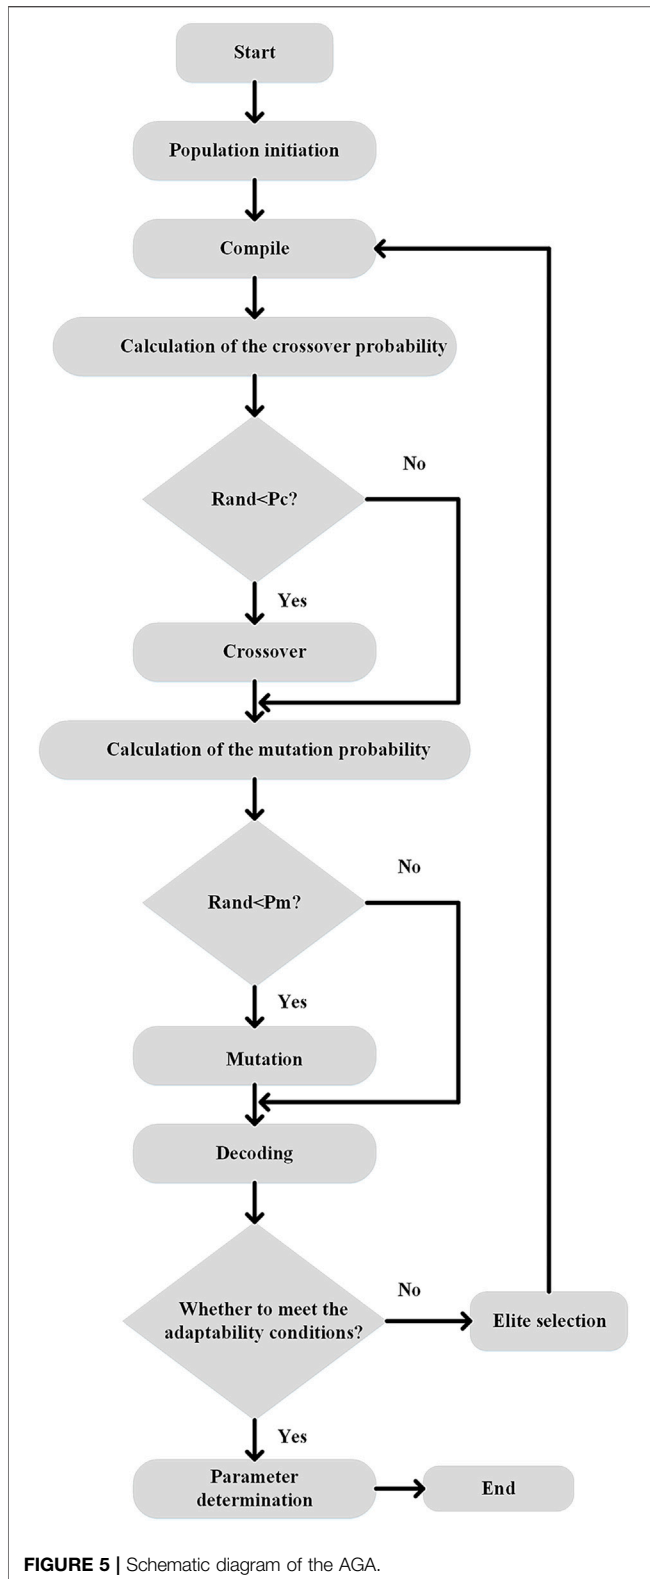 Start
Population initiation
Compile
Calculation of the crossover probability
Rand<Pc?
No
Yes
Crossover
Calculation of the mutation probability
Rand<Pm?
No
Yes
Mutation
Decoding
Whether to meet the
adaptability conditions?
No
Elite selection
Yes
Parameter
determination
End
FIGURE 5 | Schematic diagram of the AGA.